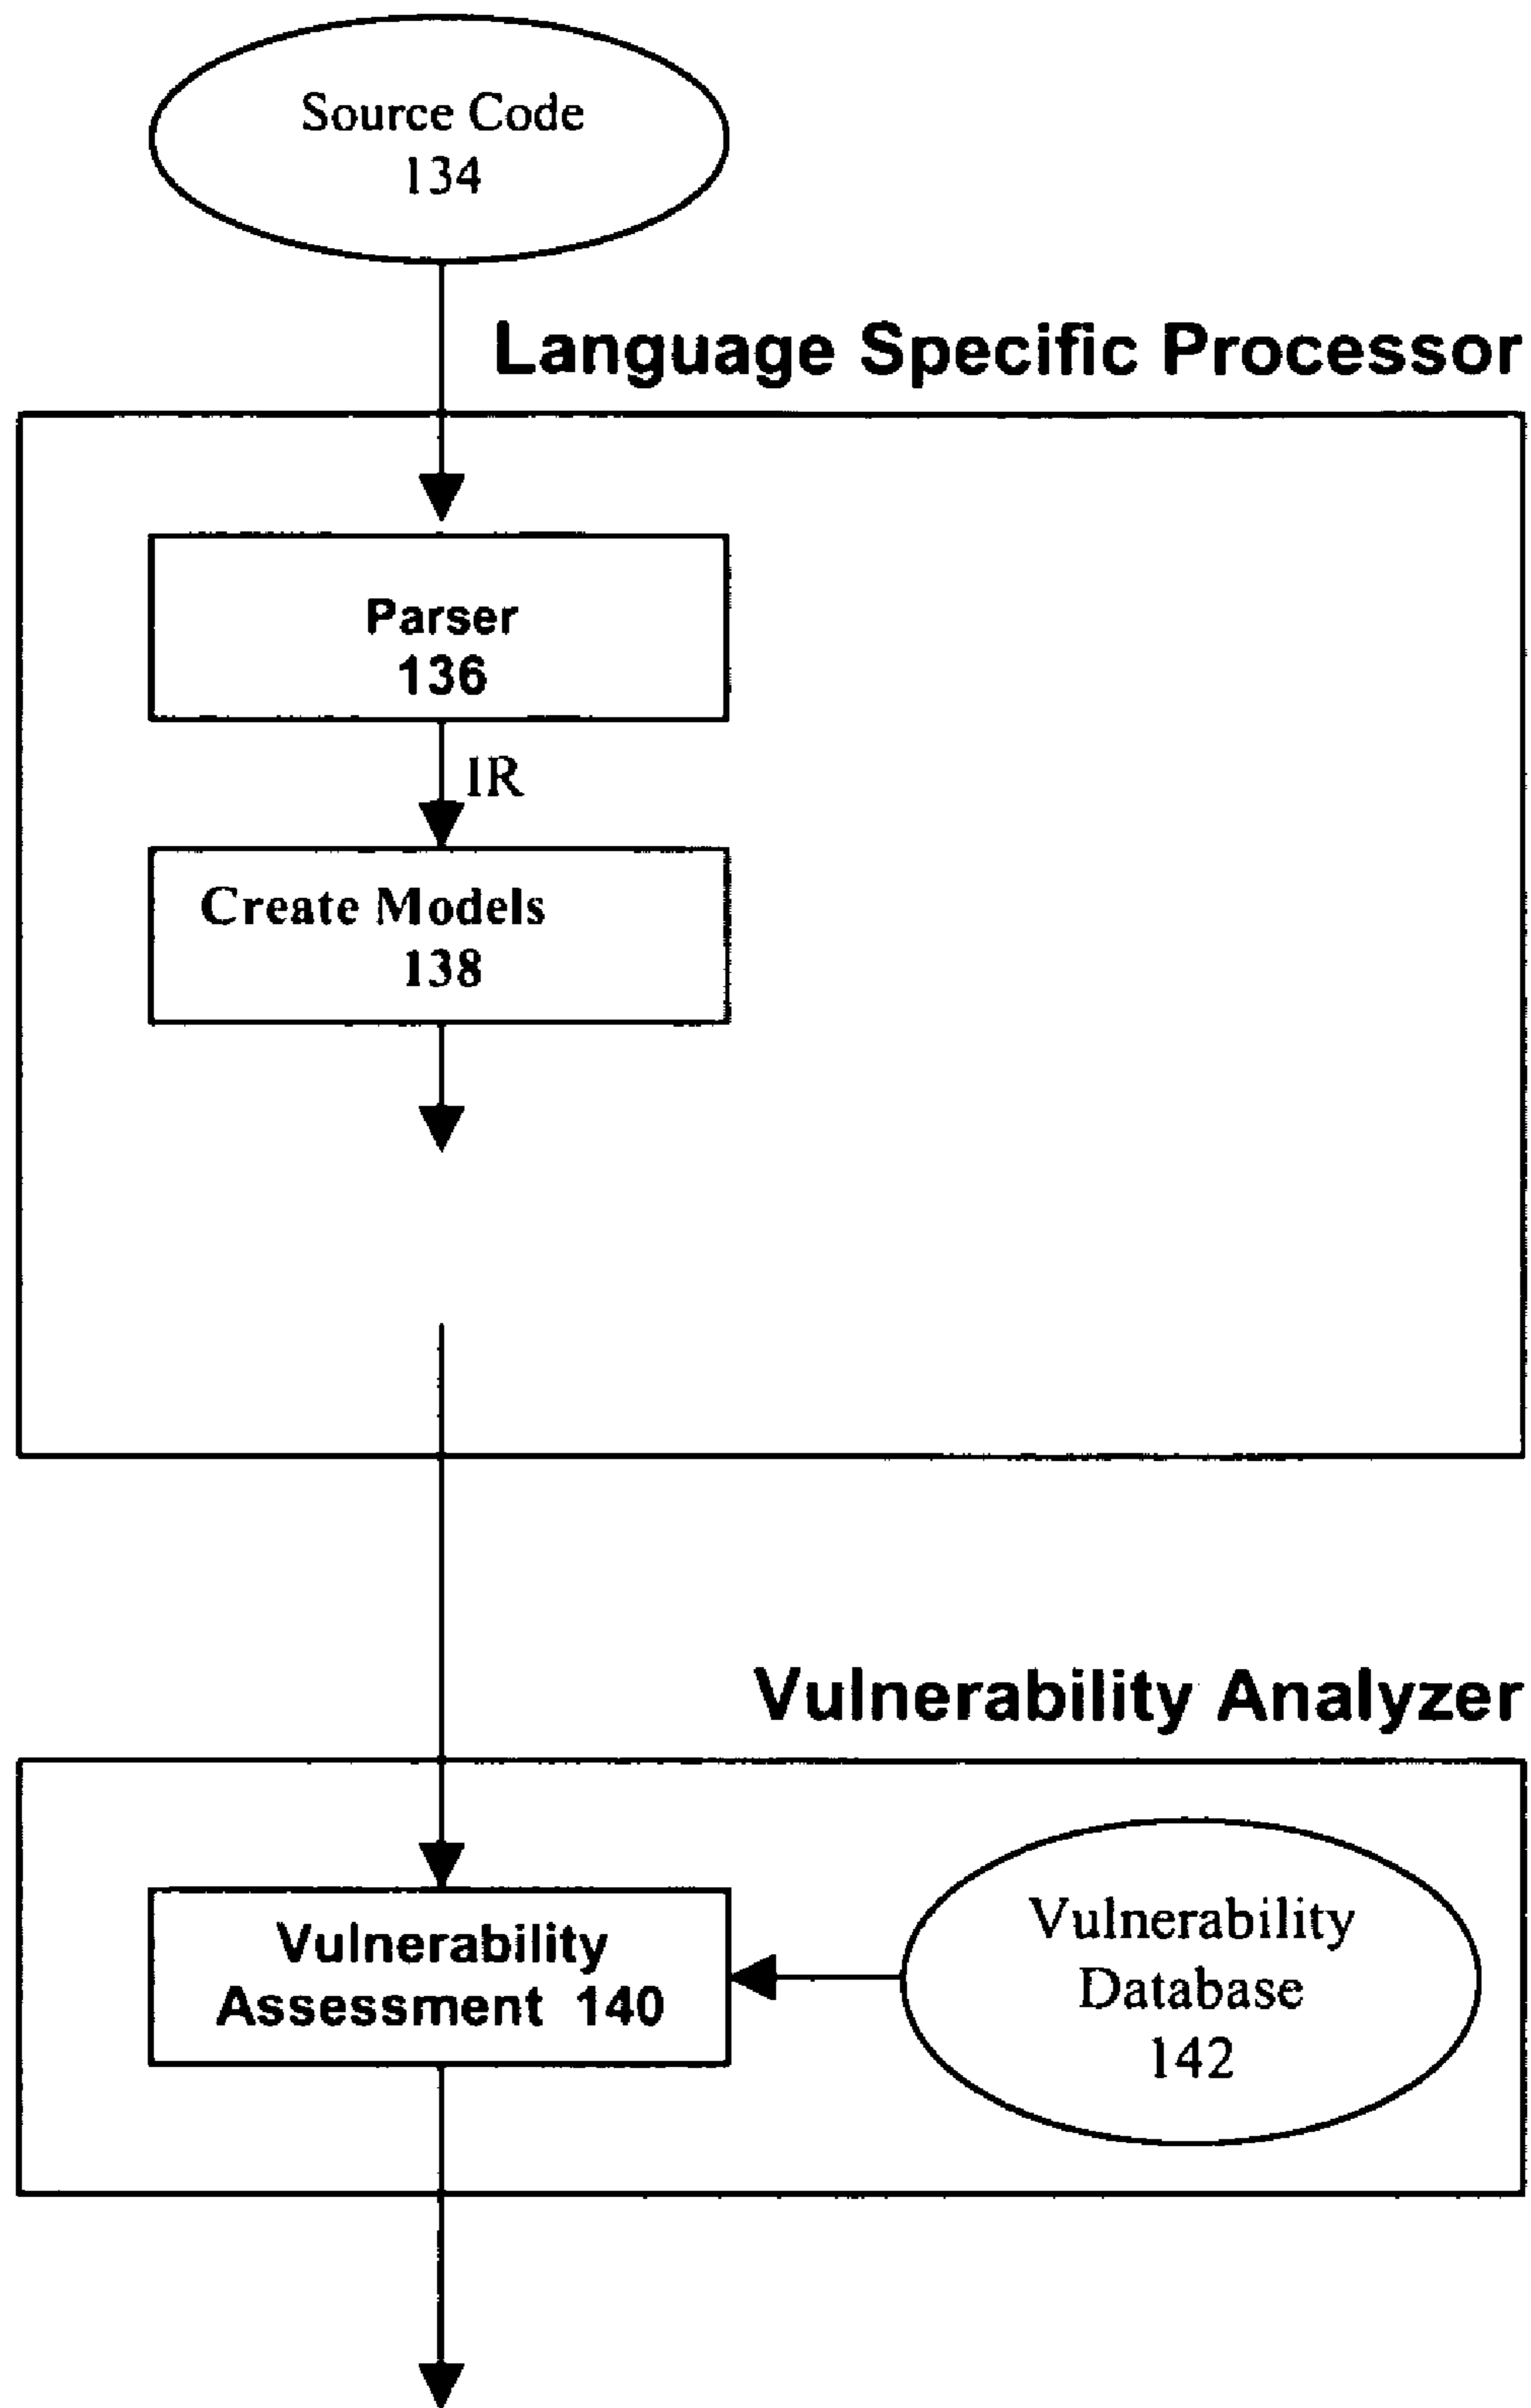 Source Code
134
Language Specific Processor
Parser
136
IR
Create Models
138
Vulnerability Analyzer
Vulnerability
Assessment 140
Vulnerability
Database
142